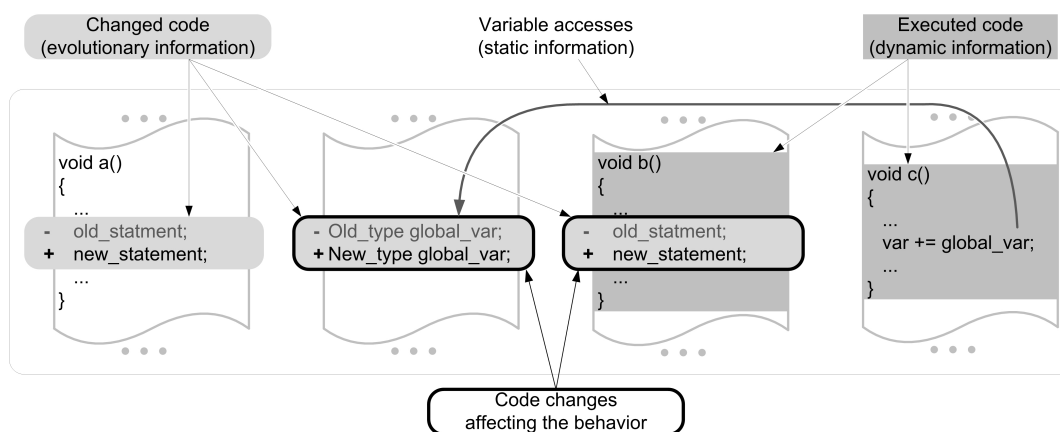 Changed code
(evolutionary information)
Variable accesses
(static information)
Executed code
(dynamic information)
void a()
{
...
- old_statment;
+ new_statement;
...
}
- Old_type global_var;
+ New_type global_var;
void b()
{
...
- old_statment;
+ new_statement;
...
}
void c()
{
...
var += global_var;
...
}
Code changes
affecting the behavior